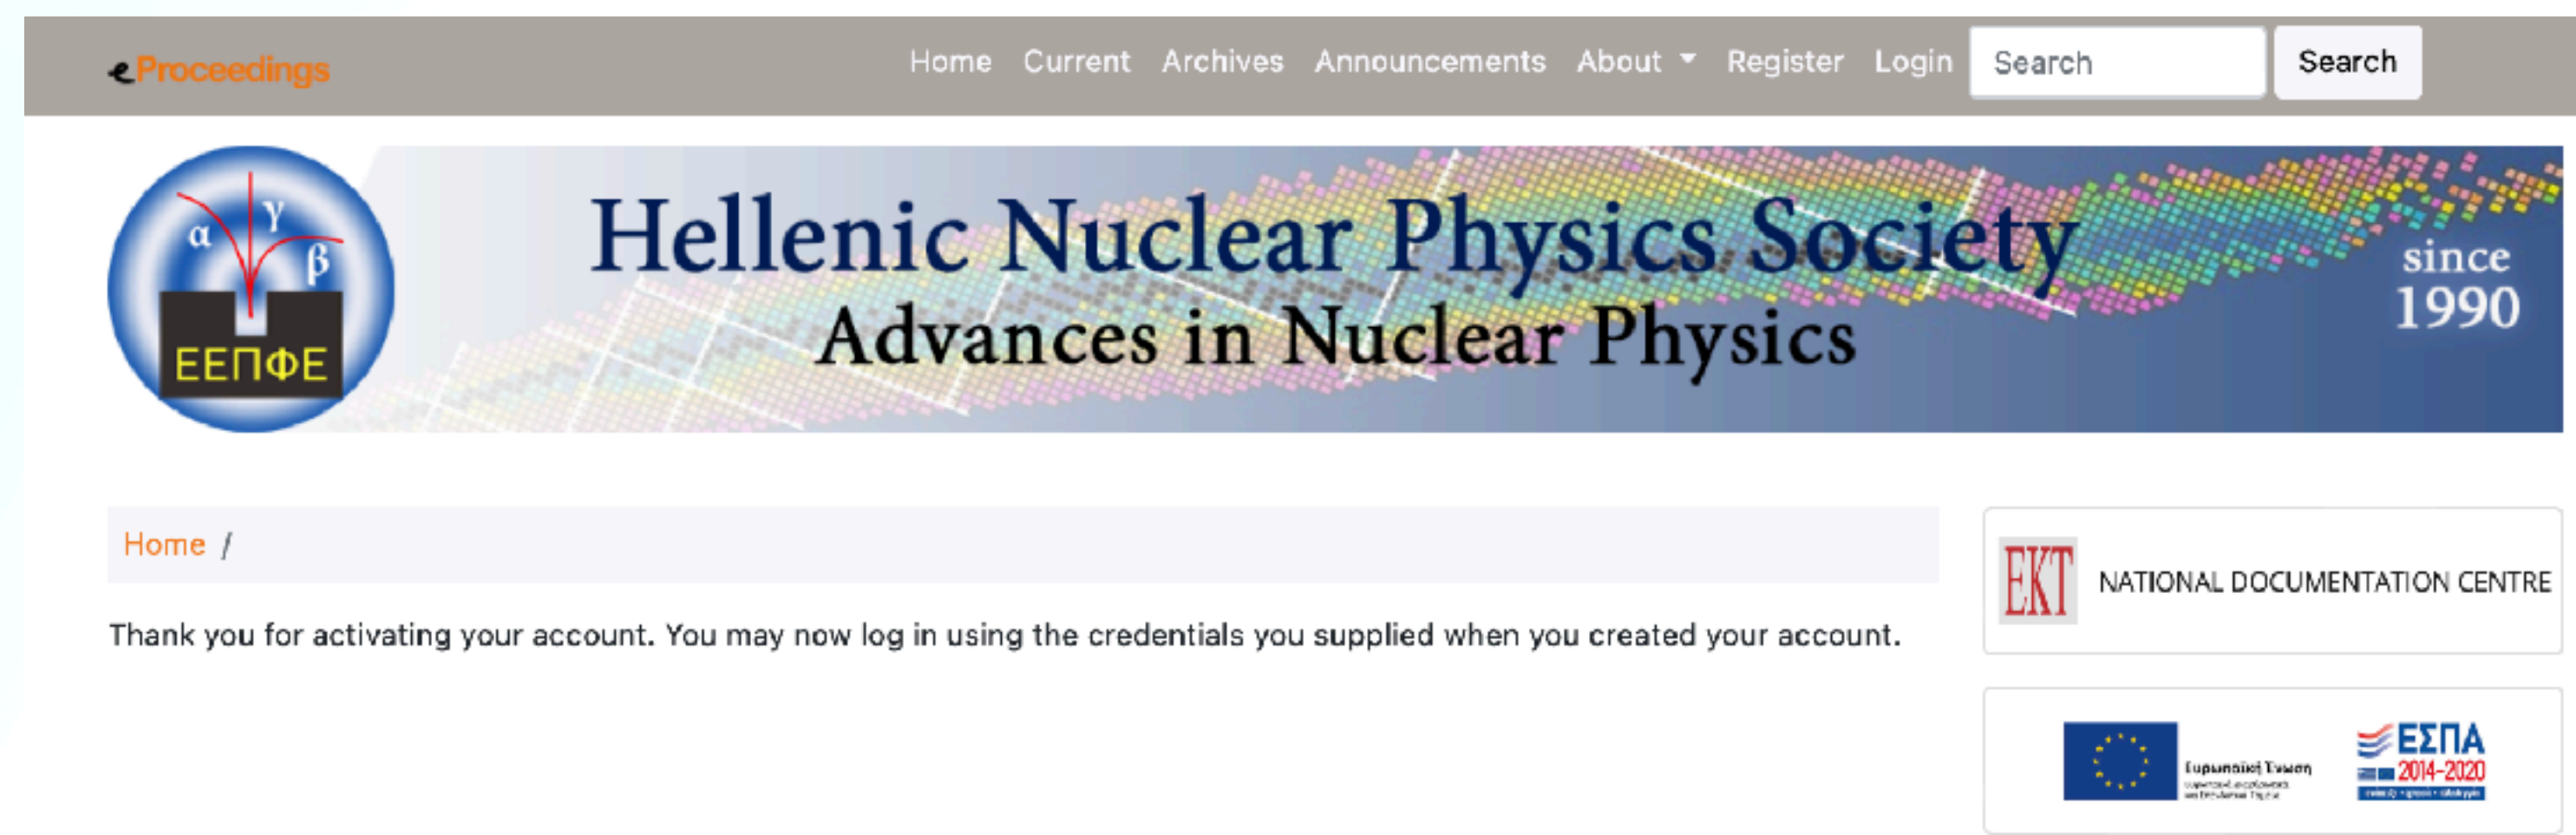 eProceedings
Home Current Archives Announcements About Register Login Search Search
α γ β
ΕΕΠΦΕ
Hellenic Nuclear Physics Society
Advances in Nuclear Physics
since
1990
Home /
Thank you for activating your account. You may now log in using the credentials you supplied when you created your account.
EKT NATIONAL DOCUMENTATION CENTRE
Ευρωπαϊκή Ένωση
ΕΣΠΑ
2014-2020